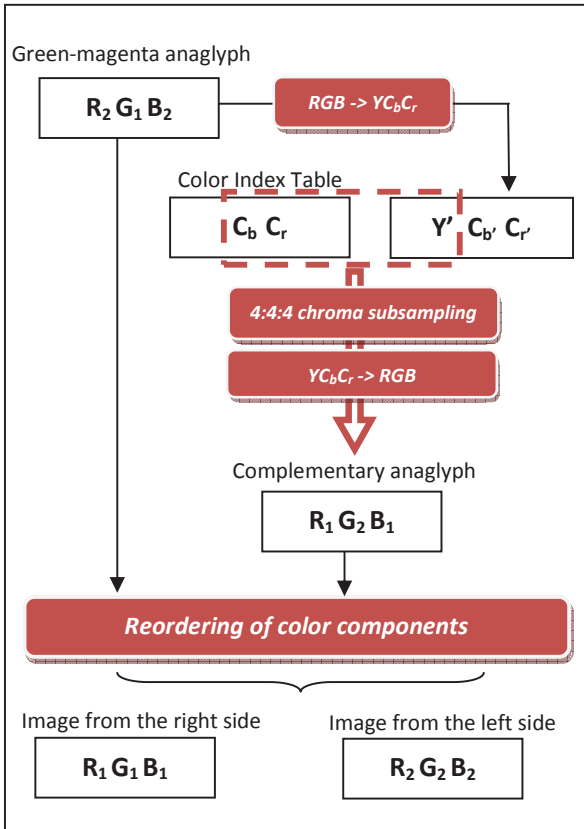 Green-magenta anaglyph
R₂ G₁ B₂
RGB -> YCbCr
Color Index Table
Cb Cr
Y' Cb' Cr'
4:4:4 chroma subsampling
YCbCr -> RGB
Complementary anaglyph
R₁ G₂ B₁
Reordering of color components
Image from the right side
Image from the left side
R₁ G₁ B₁
R₂ G₂ B₂